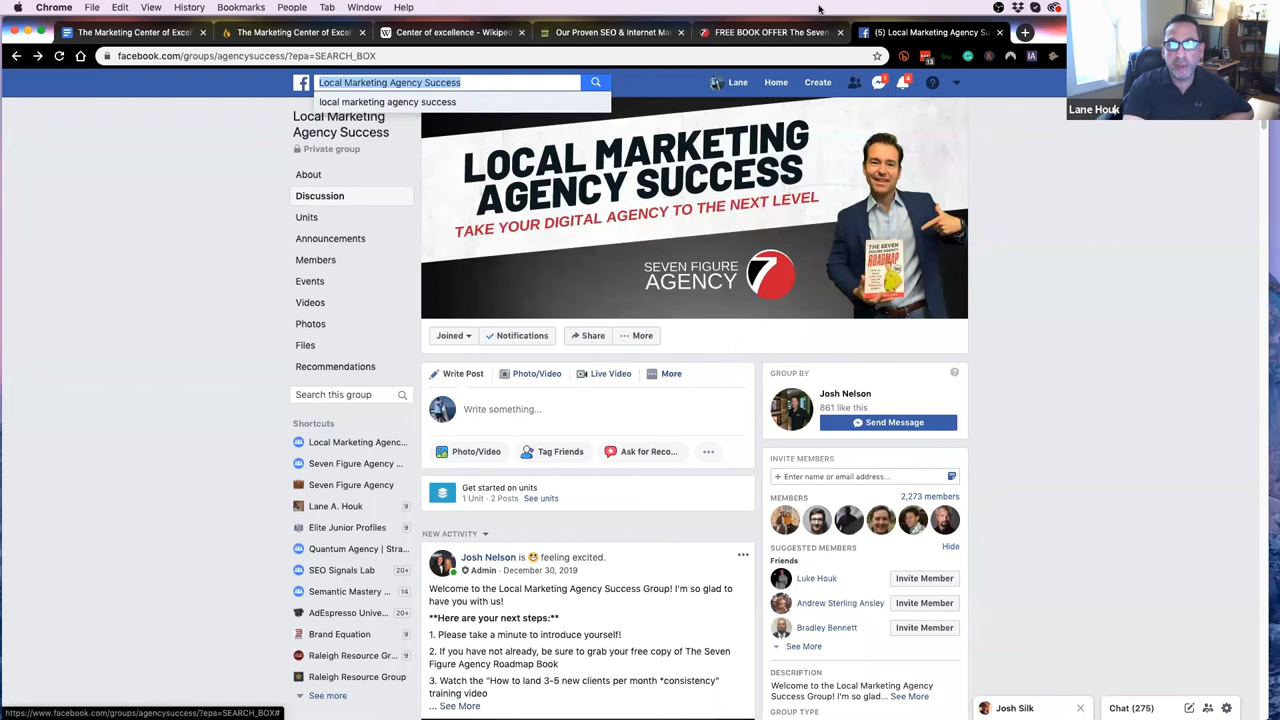 Chrome File Edit View History Bookmarks People Tab Window Help
The Marketing Center of Excel
The Marketing Center of Excel
Center of excellence - Wikipe
Our Proven SEO & Internet Ma
FREE BOOK OFFER The Seve
(5) Local Marketing Agency Su
facebook.com/groups/agencysuccess/?epa=SEARCH_BOX
13
Lane Houk
Local Marketing Agency Success
Lane Home Create
1
4
local marketing agency success
Local Marketing
Agency Success
Private group
About
Discussion
Units
Announcements
Members
Events
Videos
Photos
Files
Recommendations
Search this group
Shortcuts
Local Marketing Agenc...
Seven Figure Agency ...
Seven Figure Agency
Lane A. Houk 9
Elite Junior Profiles 9
Quantum Agency | Stra...
SEO Signals Lab 20+
Semantic Mastery ... 14
AdEspresso Unive... 20+
Brand Equation 9
Raleigh Resource Gr... 9
Raleigh Resource Group
See more
https://www.facebook.com/groups/agencysuccess/?epa=SEARCH_BOX#
LOCAL MARKETING
AGENCY SUCCESS
TAKE YOUR DIGITAL AGENCY TO THE NEXT LEVEL
SEVEN FIGURE
AGENCY
7
THE SEVEN
FIGURE AGENCY
ROADMAP
Joined Notifications Share More
Write Post Photo/Video Live Video More
Write something...
Photo/Video Tag Friends Ask for Reco...
Get started on units
1 Unit · 2 Posts See units
NEW ACTIVITY
Josh Nelson is feeling excited.
Admin · December 30, 2019
Welcome to the Local Marketing Agency Success Group! I'm so glad to
have you with us!
**Here are your next steps:**
1. Please take a minute to introduce yourself!
2. If you have not already, be sure to grab your free copy of The Seven
Figure Agency Roadmap Book
3. Watch the "How to land 3-5 new clients per month *consistency"
training video
... See More
GROUP BY
Josh Nelson
861 like this
Send Message
INVITE MEMBERS
+ Enter name or email address...
MEMBERS 2,273 members
SUGGESTED MEMBERS Hide
Friends
Luke Houk Invite Member
Andrew Sterling Ansley Invite Member
Bradley Bennett Invite Member
See More
DESCRIPTION
Welcome to the Local Marketing Agency
Success Group! I'm so glad... See More
GROUP TYPE
Josh Silk
Chat (275)